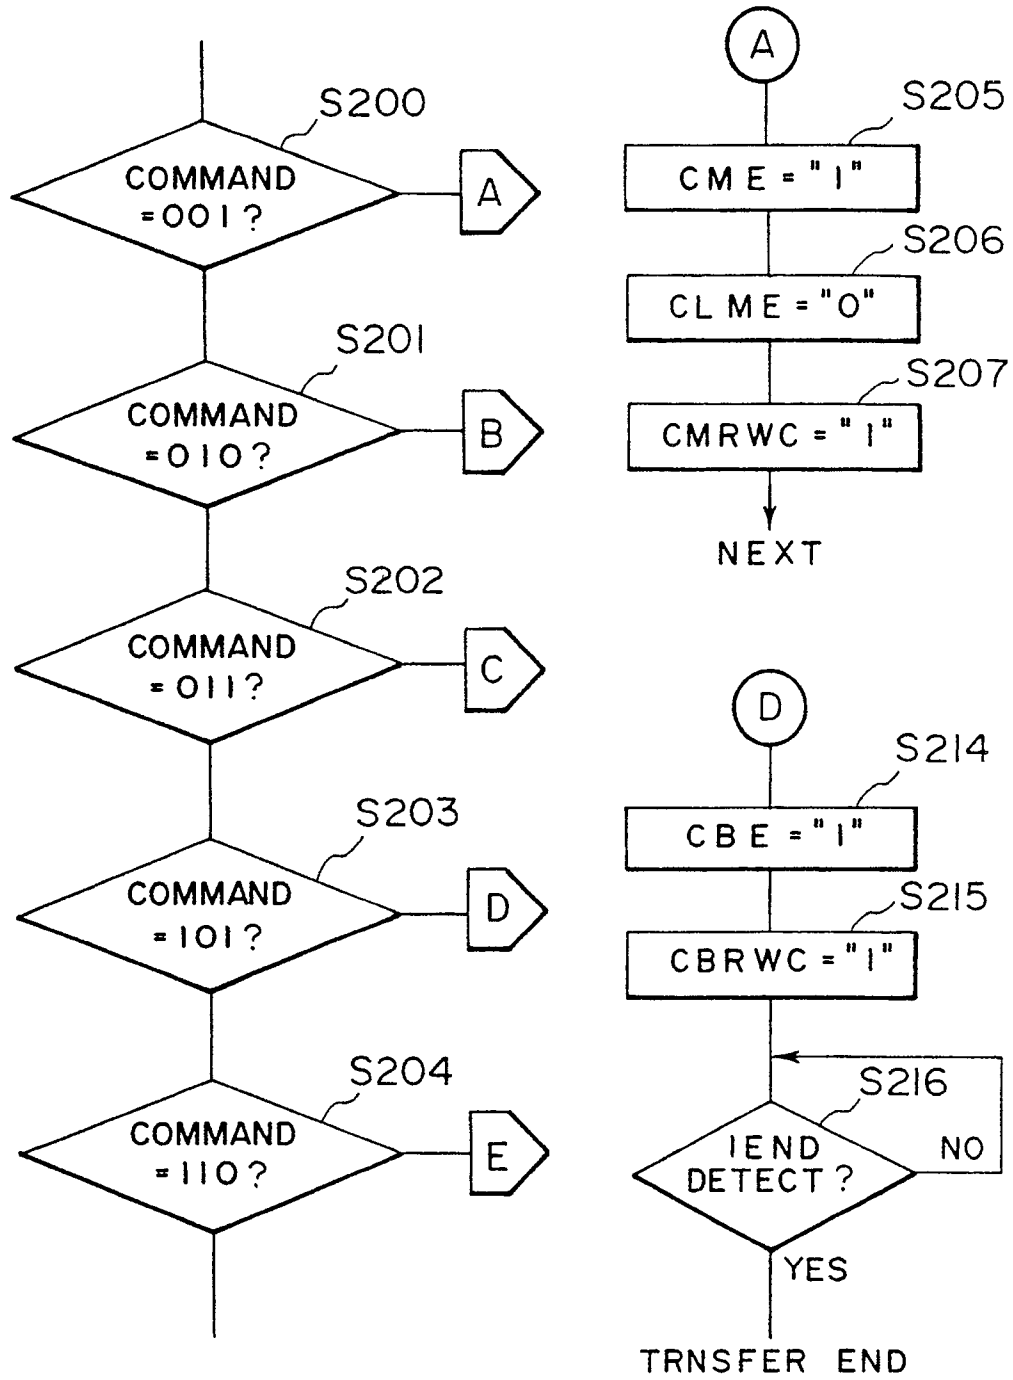 S200
COMMAND
=001?
A
S201
COMMAND
=010?
B
S202
COMMAND
=011?
C
S203
COMMAND
=101?
D
S204
COMMAND
=110?
E
A
S205
CME="1"
S206
CLME="0"
S207
CMRWC="1"
NEXT
D
S214
CBE="1"
S215
CBRWC="1"
S216
IEND
DETECT?
NO
YES
TRNSFER END